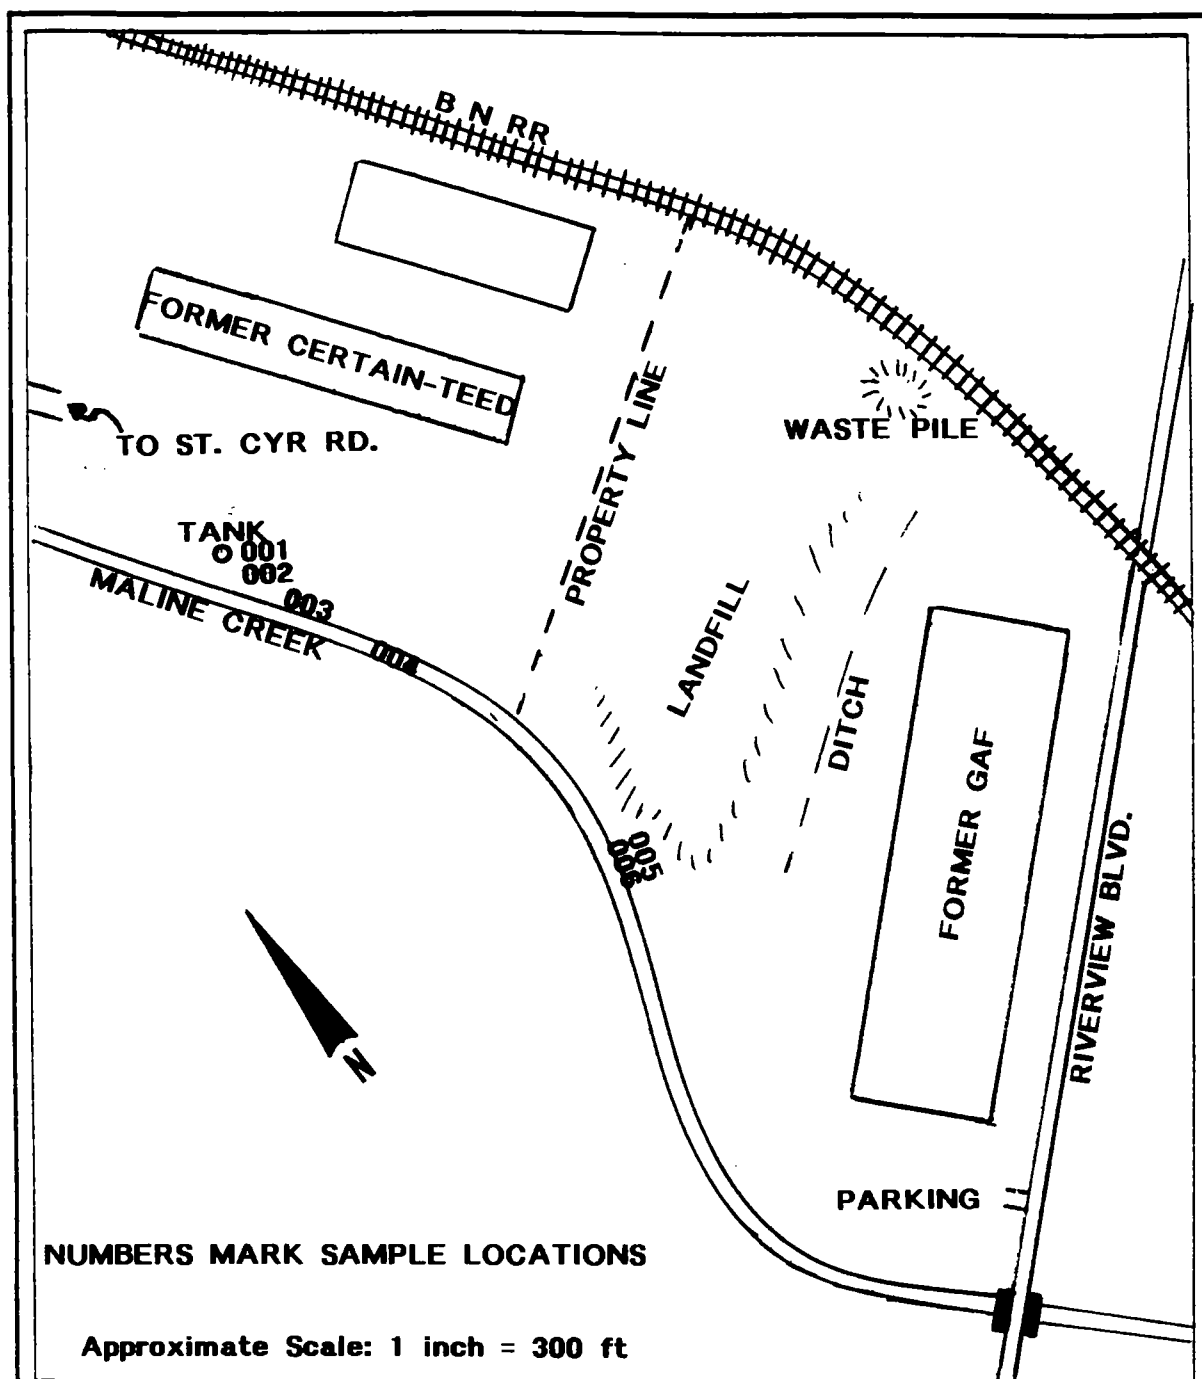 B N RR
FORMER CERTAIN-TEED
PROPERTY LINE
WASTE PILE
TO ST. CYR RD.
TANK
001
002
003
004
MALINE CREEK
LANDFILL
DITCH
FORMER GAF
005
006
RIVERVIEW BLVD.
N
PARKING
NUMBERS MARK SAMPLE LOCATIONS
Approximate Scale: 1 inch = 300 ft